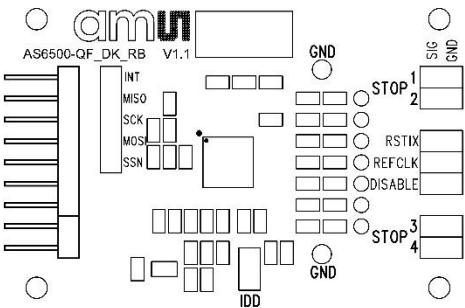 amu
AS6500-QF_DK_RB V1.1
INT
MISO
SCK
MOSI
SSN
GND
SIG
GND
STOP 1
2
RSTIX
REFCLK
DISABLE
STOP 3
4
GND
IDD